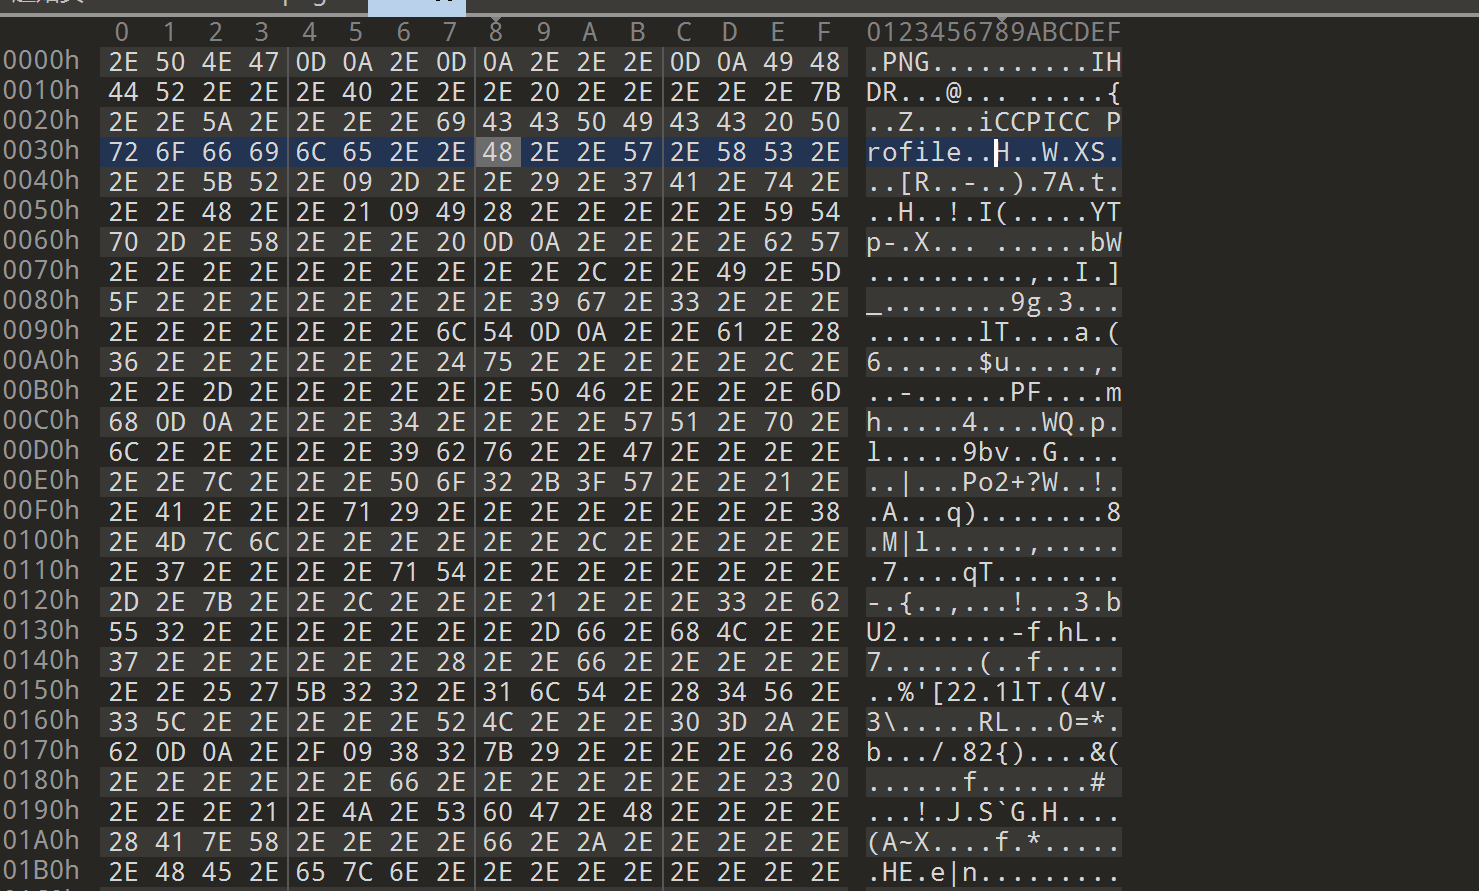 0 1 2 3 4 5 6 7 8 9 A B C D E F 0123456789ABCDEF
0000h 2E 50 4E 47 0D 0A 2E 0D 0A 2E 2E 2E 0D 0A 49 48 .PNG..........IH
0010h 44 52 2E 2E 2E 40 2E 2E 2E 20 2E 2E 2E 2E 2E 7B DR...@... .....{
0020h 2E 2E 5A 2E 2E 2E 2E 69 43 43 50 49 43 43 20 50 ..Z....iCCPICC P
0030h 72 6F 66 69 6C 65 2E 2E 48 2E 2E 57 2E 58 53 2E rofile..H..W.XS.
0040h 2E 2E 5B 52 2E 09 2D 2E 2E 29 2E 37 41 2E 74 2E ..[R..-..).7A.t.
0050h 2E 2E 48 2E 2E 21 09 49 28 2E 2E 2E 2E 2E 59 54 ..H..!.I(.....YT
0060h 70 2D 2E 58 2E 2E 2E 20 0D 0A 2E 2E 2E 2E 62 57 p-.X... ......bW
0070h 2E 2E 2E 2E 2E 2E 2E 2E 2E 2E 2C 2E 2E 49 2E 5D ..........,..I.]
0080h 5F 2E 2E 2E 2E 2E 2E 2E 2E 39 67 2E 33 2E 2E 2E _........9g.3...
0090h 2E 2E 2E 2E 2E 2E 2E 6C 54 0D 0A 2E 2E 61 2E 28 .......lT....a.(
00A0h 36 2E 2E 2E 2E 2E 2E 24 75 2E 2E 2E 2E 2E 2C 2E 6......$u.....,.
00B0h 2E 2E 2D 2E 2E 2E 2E 2E 2E 50 46 2E 2E 2E 2E 6D ..-......PF....m
00C0h 68 0D 0A 2E 2E 2E 34 2E 2E 2E 2E 57 51 2E 70 2E h.....4....WQ.p.
00D0h 6C 2E 2E 2E 2E 2E 39 62 76 2E 2E 47 2E 2E 2E 2E l.....9bv..G....
00E0h 2E 2E 7C 2E 2E 2E 50 6F 32 2B 3F 57 2E 2E 21 2E ..|...Po2+?W..!.
00F0h 2E 41 2E 2E 2E 71 29 2E 2E 2E 2E 2E 2E 2E 2E 38 .A...q)........8
0100h 2E 4D 7C 6C 2E 2E 2E 2E 2E 2E 2C 2E 2E 2E 2E 2E .M|l......,.....
0110h 2E 37 2E 2E 2E 2E 71 54 2E 2E 2E 2E 2E 2E 2E 2E .7....qT........
0120h 2D 2E 7B 2E 2E 2C 2E 2E 2E 21 2E 2E 2E 33 2E 62 -.{..,...!...3.b
0130h 55 32 2E 2E 2E 2E 2E 2E 2E 2D 66 2E 68 4C 2E 2E U2.......-f.hL..
0140h 37 2E 2E 2E 2E 2E 2E 28 2E 2E 66 2E 2E 2E 2E 2E 7......(..f.....
0150h 2E 2E 25 27 5B 32 32 2E 31 6C 54 2E 28 34 56 2E ..%'[22.1lT.(4V.
0160h 33 5C 2E 2E 2E 2E 2E 52 4C 2E 2E 2E 30 3D 2A 2E 3\.....RL...0=*.
0170h 62 0D 0A 2E 2F 09 38 32 7B 29 2E 2E 2E 2E 26 28 b.../.82{)....&(
0180h 2E 2E 2E 2E 2E 2E 66 2E 2E 2E 2E 2E 2E 2E 23 20 ......f.......#
0190h 2E 2E 2E 21 2E 4A 2E 53 60 47 2E 48 2E 2E 2E 2E ...!.J.S`G.H....
01A0h 28 41 7E 58 2E 2E 2E 2E 66 2E 2A 2E 2E 2E 2E 2E (A~X....f.*.....
01B0h 2E 48 45 2E 65 7C 6E 2E 2E 2E 2E 2E 2E 2E 2E 2E .HE.e|n.........